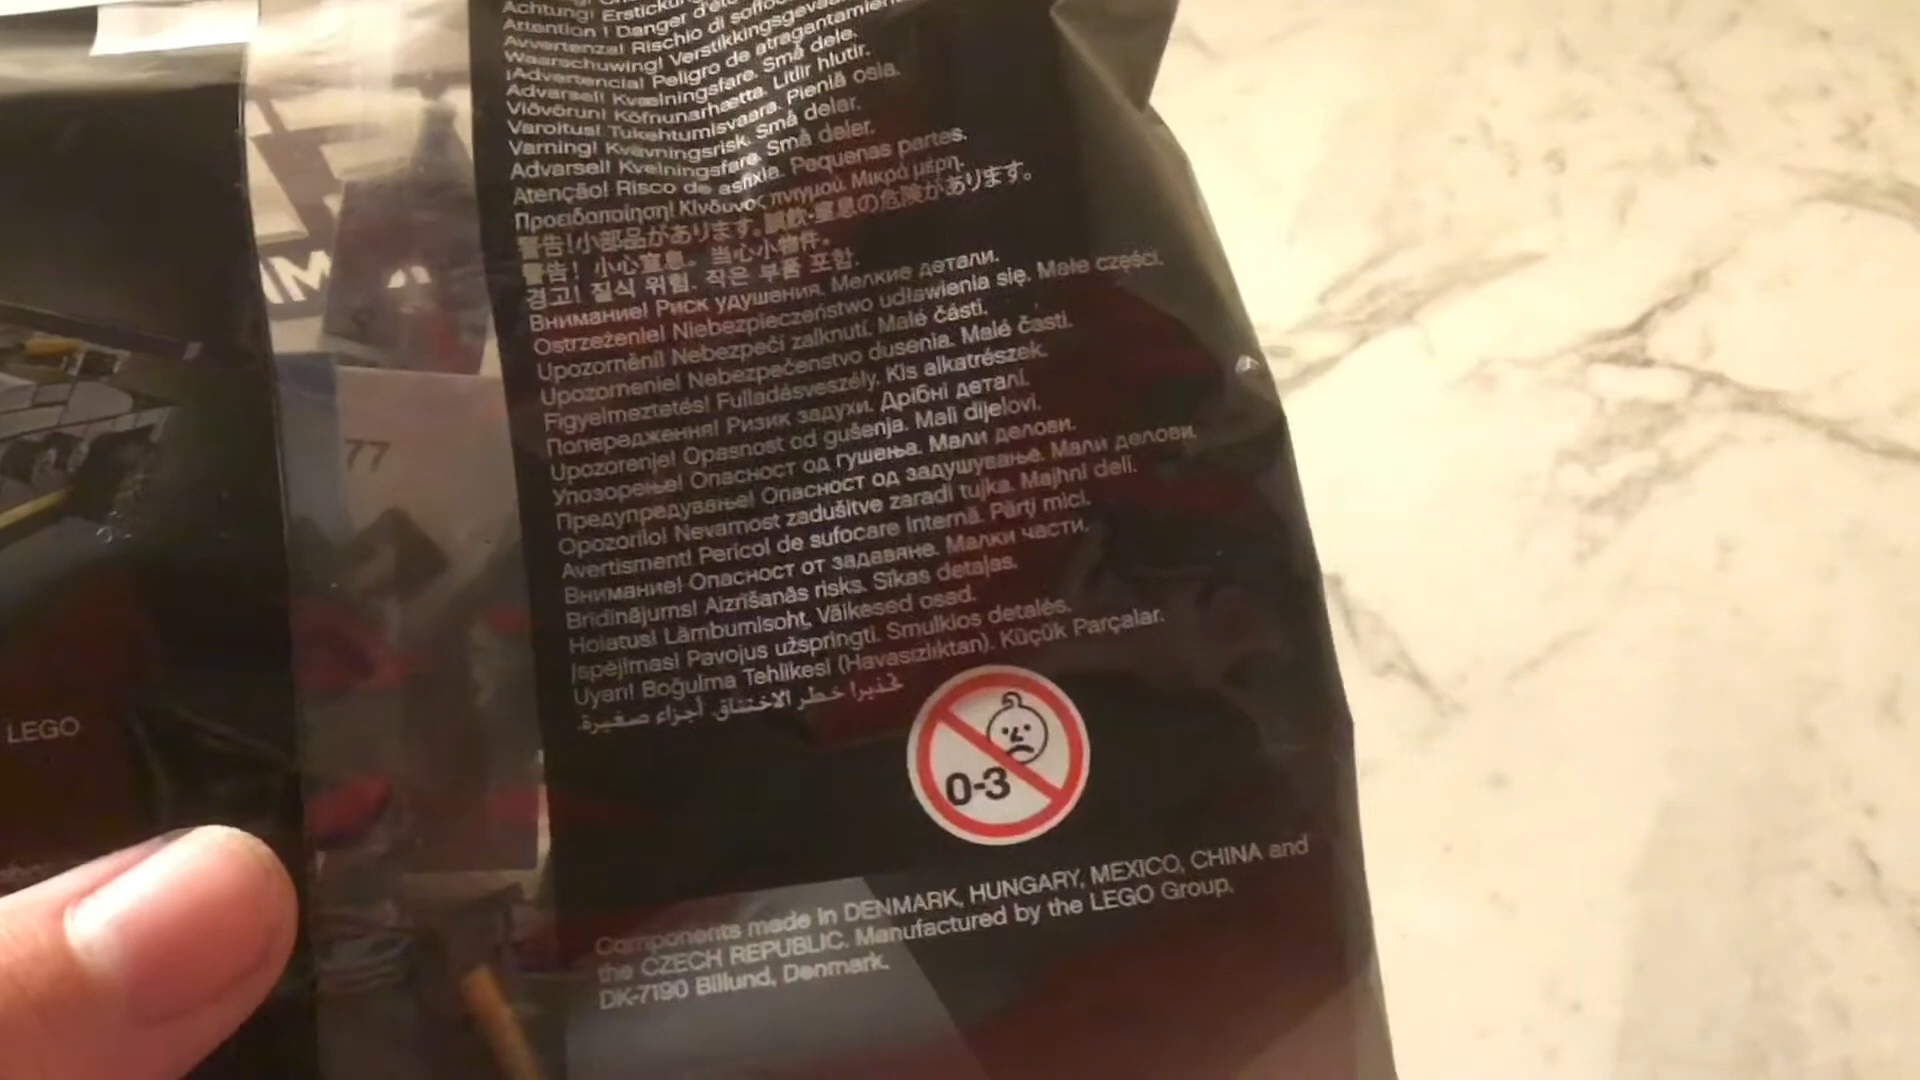 Achtung! Erstickun
Attention ! Danger d'éto
Avvertenza! Rischio di soffoc
Waarschuwing! Verstikkingsgevaa
¡Advertencia! Peligro de atragantamien
Advarsel! Kvælningsfare. Små dele.
Viðvörun! Köfnunarhætta. Litlir hlutir.
Varoitus! Tukehtumisvaara. Pieniä osia.
Varning! Kvävningsrisk. Små delar.
Advarsel! Kvelningsfare. Små deler.
Atenção! Risco de asfixia. Pequenas partes.
Προειδοποίηση! Κίνδυνος πνιγμού. Μικρά μέρη.
警告!小部品があります。誤飲・窒息の危険があります。
警告! 小心窒息。当心小物件。
경고! 질식 위험. 작은 부품 포함.
Внимание! Риск удушения. Мелкие детали.
Ostrzeżenie! Niebezpieczeństwo udławienia się. Małe części.
Upozornění! Nebezpečí zalknutí. Malé části.
Upozornenie! Nebezpečenstvo dusenia. Malé časti.
Figyelmeztetés! Fulladásveszély. Kis alkatrészek.
Попередження! Ризик задухи. Дрібні деталі.
Upozorenje! Opasnost od gušenja. Mali dijelovi.
Упозорење! Опасност од гушења. Мали делови.
Предупредување! Опасност од задушување. Мали делови.
Opozorilo! Nevarnost zadušitve zaradi tujka. Majhni deli.
Avertisment! Pericol de sufocare internă. Părţi mici.
Внимание! Опасност от задавяне. Малки части.
Brīdinājums! Aizrīšanās risks. Sīkas detaļas.
Hoiatus! Lämbumisoht. Väikesed osad.
Įspėjimas! Pavojus užspringti. Smulkios detalės.
Uyarı! Boğulma Tehlikesi (Havasızlıktan). Küçük Parçalar.
تحذير! خطر الاختناق. أجزاء صغيرة.
0-3
Components made in DENMARK, HUNGARY, MEXICO, CHINA and
the CZECH REPUBLIC. Manufactured by the LEGO Group,
DK-7190 Billund, Denmark.
LEGO
77